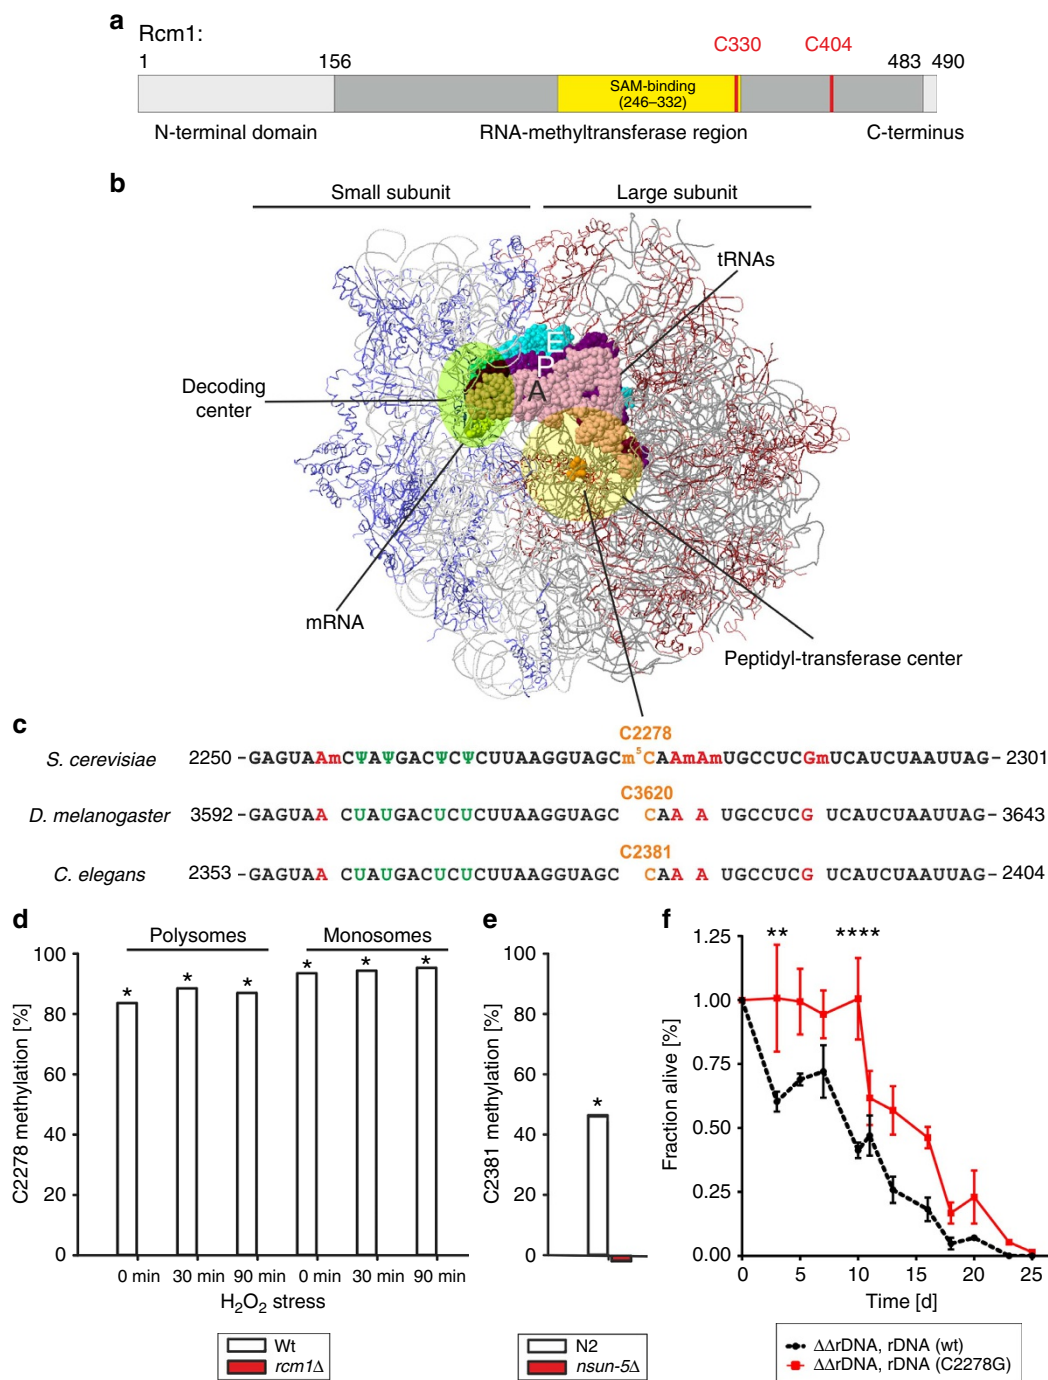 a
Rcm1:
C330 C404
1 156 483 490
SAM-binding
(246–332)
N-terminal domain RNA-methyltransferase region C-terminus
b
Small subunit Large subunit
tRNAs
E
P
A
Decoding
center
mRNA
Peptidyl-transferase center
c
C2278
S. cerevisiae 2250 -GAGUAAAmCΨAΨGACΨCΨCUUAAGGUAGCm⁵CAAmAmUGCCUCGmUCAUCUAAUUAG- 2301
C3620
D. melanogaster 3592 -GAGUAA A CUAUGACUCUCUUAAGGUAGC CAA A UGCCUCG UCAUCUAAUUAG- 3643
C2381
C. elegans 2353 -GAGUAA A CUAUGACUCUCUUAAGGUAGC CAA A UGCCUCG UCAUCUAAUUAG- 2404
d
Polysomes Monosomes
C2278 methylation [%]
100
80
60
40
20
0
* * * * * *
0 min 30 min 90 min 0 min 30 min 90 min
H₂O₂ stress
Wt
rcm1Δ
e
C2381 methylation [%]
100
80
60
40
20
0
*
N2
nsun-5Δ
f
** ****
Fraction alive [%]
1.25
1.00
0.75
0.50
0.25
0.00
0 5 10 15 20 25
Time [d]
ΔΔrDNA, rDNA (wt)
ΔΔrDNA, rDNA (C2278G)